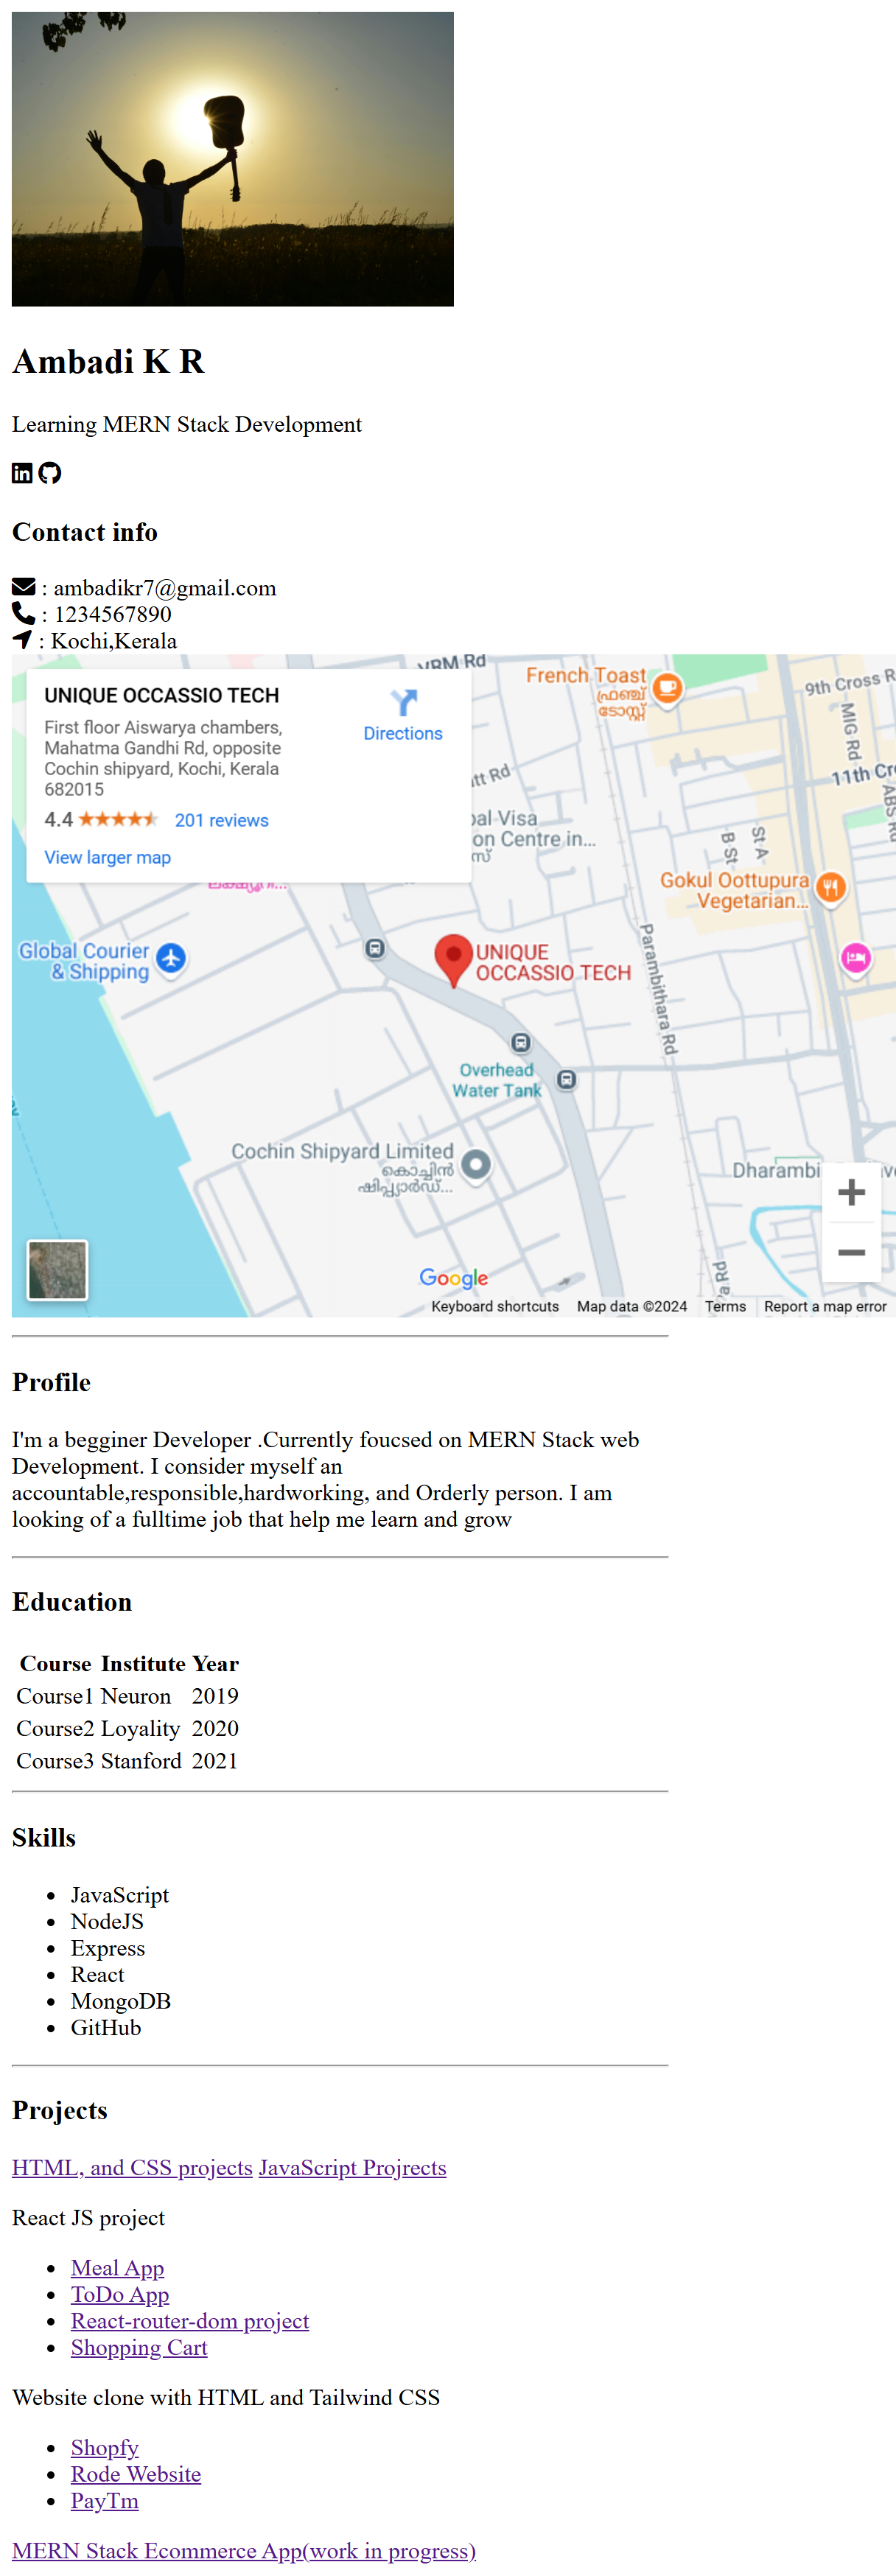 Ambadi K R
Learning MERN Stack Development
Contact info
: ambadikr7@gmail.com
: 1234567890
: Kochi,Kerala
VRM Rd
French Toast
ഫ്രഞ്ച്
ടോസ്റ്റ്
9th Cross R
MIG Rd
11th Cr
ABS Rd
UNIQUE OCCASSIO TECH
Directions
First floor Aiswarya chambers,
Mahatma Gandhi Rd, opposite
Cochin shipyard, Kochi, Kerala
682015
4.4 201 reviews
View larger map
tt Rd
bal Visa
on Centre in...
B St
St A
Gokul Oottupura
Vegetarian...
Global Courier
& Shipping
UNIQUE
OCCASSIO TECH
Parambithara Rd
Overhead
Water Tank
Cochin Shipyard Limited
കൊച്ചിൻ
ഷിപ്പ്യാർഡ്...
Dharambi
Google
Keyboard shortcuts Map data ©2024 Terms Report a map error
Profile
I'm a begginer Developer .Currently foucsed on MERN Stack web
Development. I consider myself an
accountable,responsible,hardworking, and Orderly person. I am
looking of a fulltime job that help me learn and grow
Education
Course Institute Year
Course1 Neuron 2019
Course2 Loyality 2020
Course3 Stanford 2021
Skills
JavaScript
NodeJS
Express
React
MongoDB
GitHub
Projects
HTML, and CSS projects JavaScript Projrects
React JS project
Meal App
ToDo App
React-router-dom project
Shopping Cart
Website clone with HTML and Tailwind CSS
Shopfy
Rode Website
PayTm
MERN Stack Ecommerce App(work in progress)